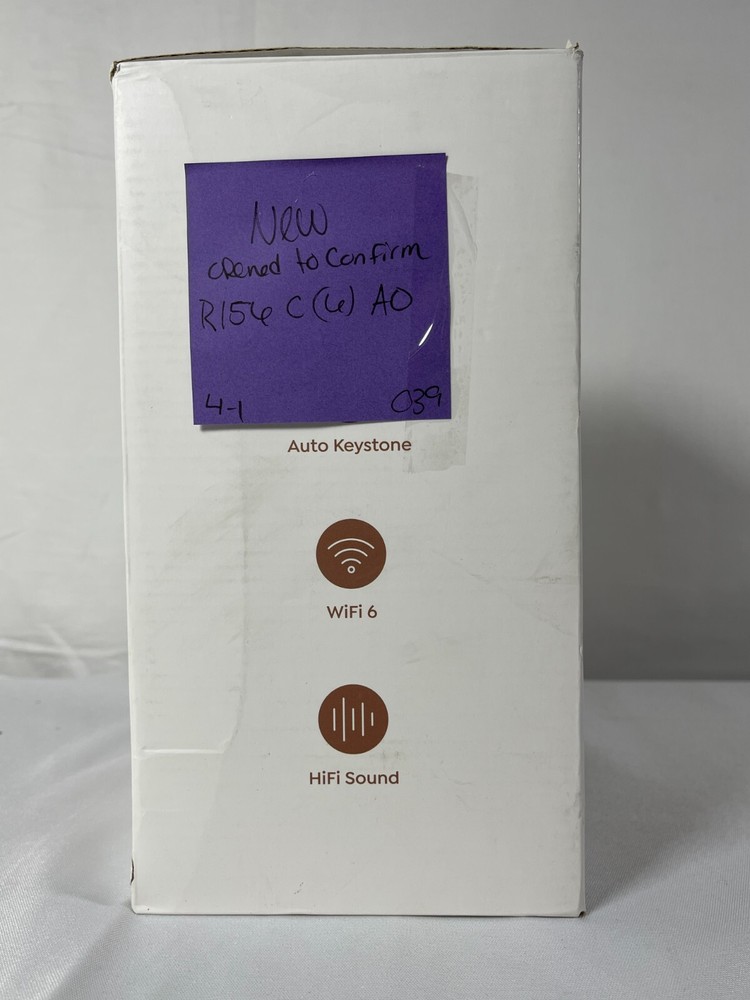 New
opened to Confirm
R156 C(6) AO
4-1 039
Auto Keystone
WiFi 6
HiFi Sound